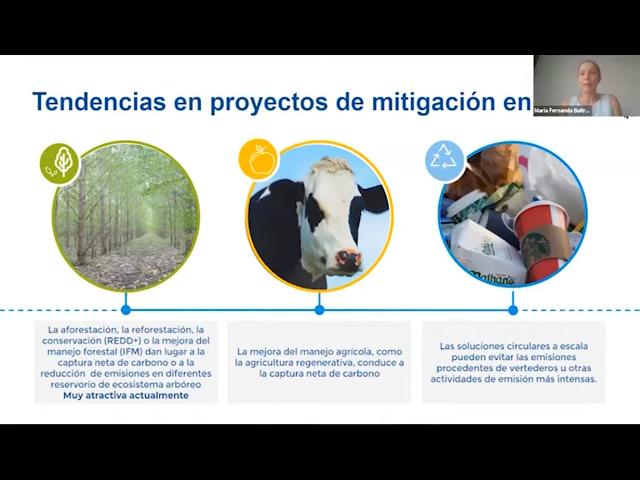 Tendencias en proyectos de mitigación en
María Fernanda Buitr...
La aforestación, la reforestación, la
conservación (REDD+) o la mejora del
manejo forestal (IFM) dan lugar a la
captura neta de carbono o a la
reducción de emisiones en diferentes
reservorio de ecosistema arbóreo
Muy atractiva actualmente
La mejora del manejo agrícola, como
la agricultura regenerativa, conduce a
la captura neta de carbono
Las soluciones circulares a escala
pueden evitar las emisiones
procedentes de vertederos u otras
actividades de emisión más intensas.